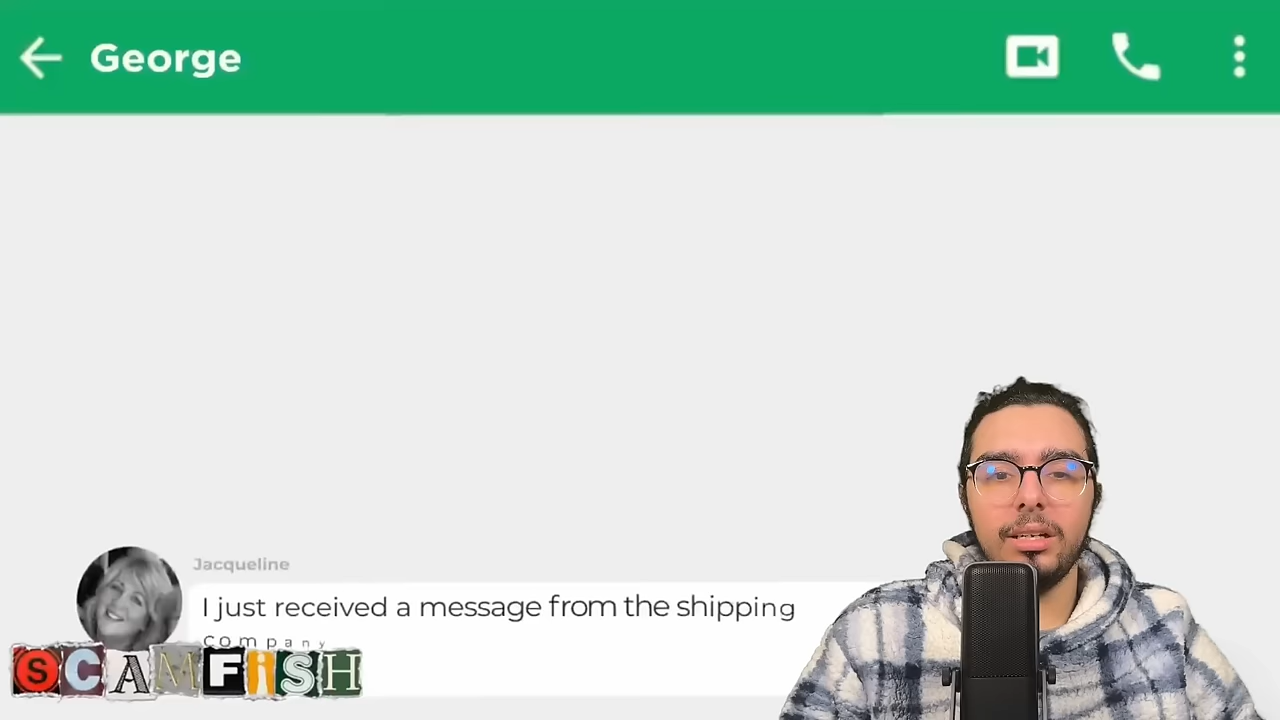 George
Jacqueline
I just received a message from the shipping
company
SCAMFISH